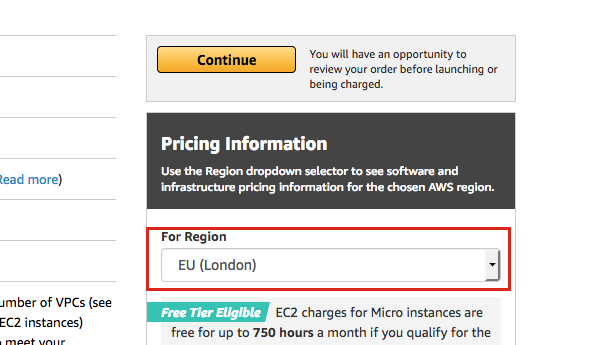 Continue
You will have an opportunity to
review your order before launching or
being charged.
Pricing Information
Use the Region dropdown selector to see software and
infrastructure pricing information for the chosen AWS region.
Read more)
For Region
EU (London)
Free Tier Eligible EC2 charges for Micro instances are
free for up to 750 hours a month if you qualify for the
number of VPCs (see
EC2 instances)
meet your